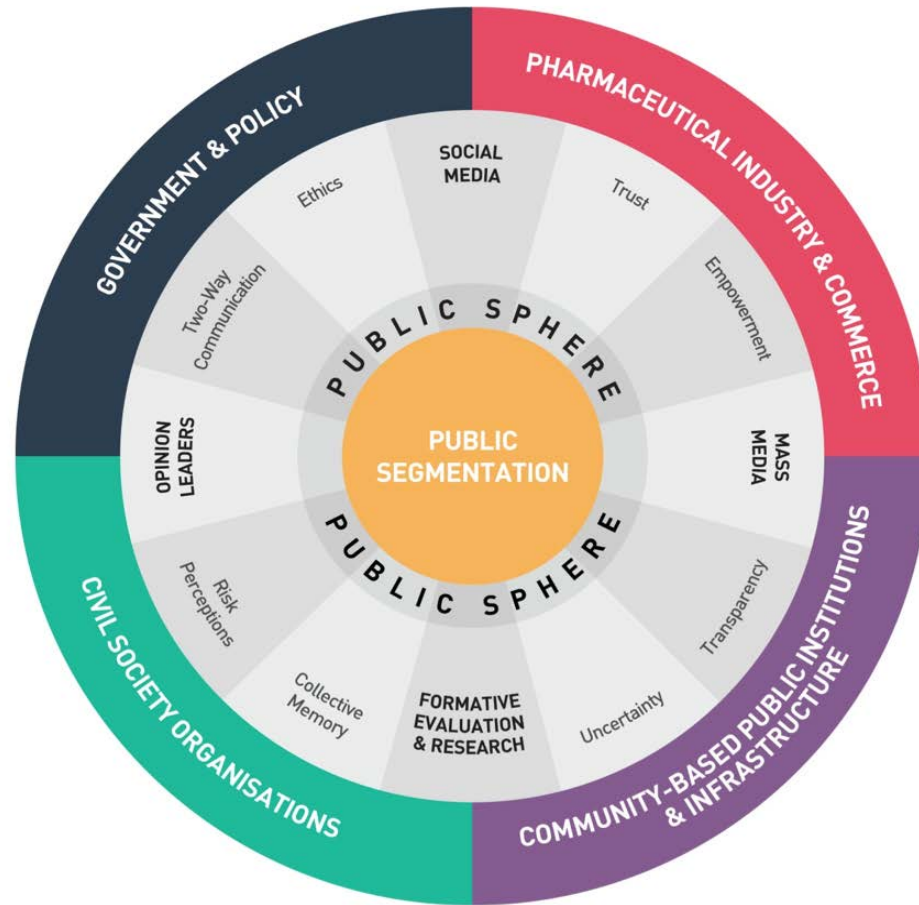 GOVERNMENT & POLICY
PHARMACEUTICAL INDUSTRY & COMMERCE
SOCIAL
MEDIA
Ethics
Trust
Two-Way
Communication
Empowerment
OPINION
LEADERS
MASS
MEDIA
PUBLIC SPHERE
PUBLIC
SEGMENTATION
PUBLIC SPHERE
Risk
Perceptions
Transparency
Collective
Memory
FORMATIVE
EVALUATION
& RESEARCH
Uncertainty
CIVIL SOCIETY ORGANISATIONS
COMMUNITY-BASED PUBLIC INSTITUTIONS
& INFRASTRUCTURE